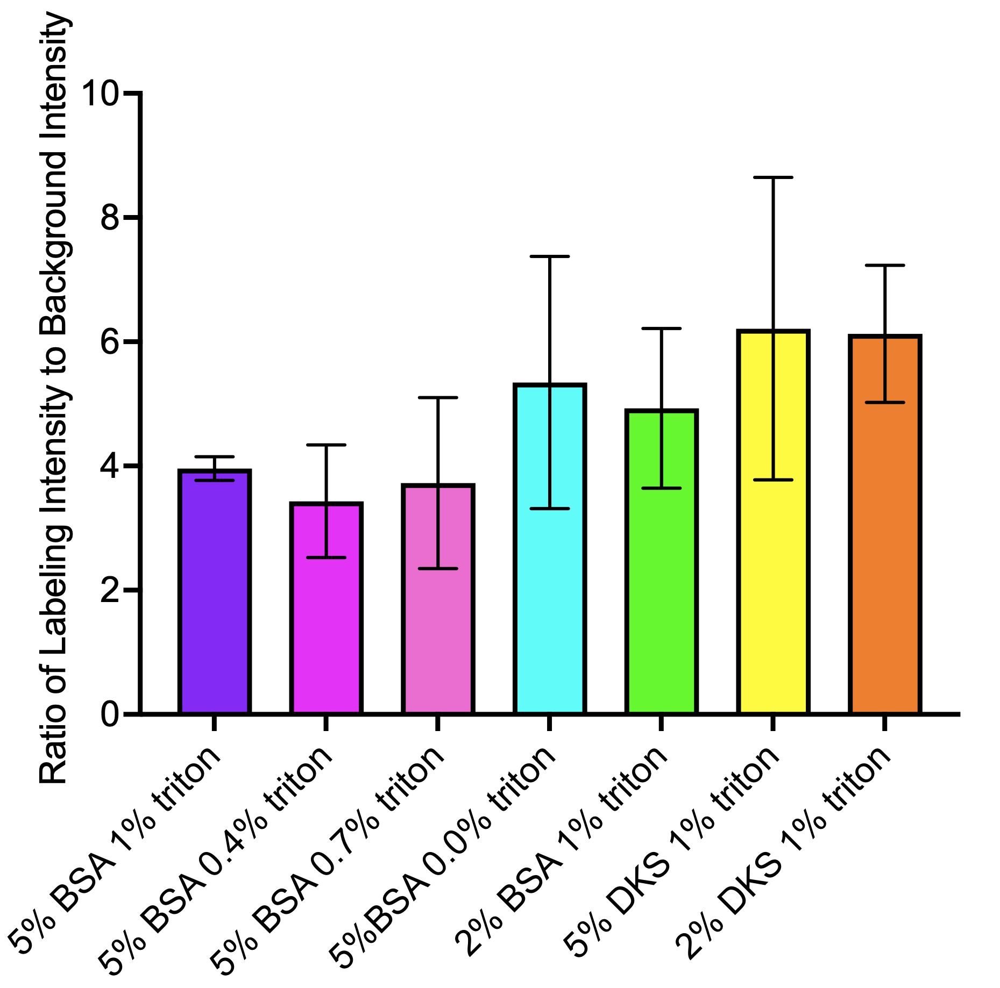 Ratio of Labeling Intensity to Background Intensity
10
8
6
4
2
0
5% BSA 1% triton
5% BSA 0.4% triton
5% BSA 0.7% triton
5%BSA 0.0% triton
2% BSA 1% triton
5% DKS 1% triton
2% DKS 1% triton